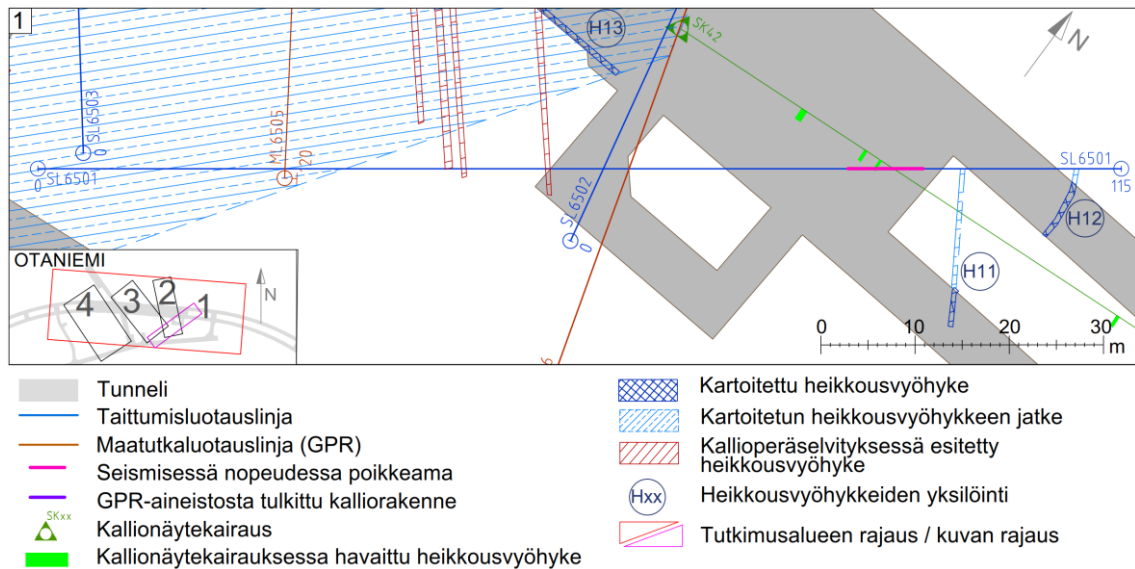 1
H13
SK42
N
SL6503
0
ML6505
120
SL6501
0
SL6502
0
SL6501
115
H12
H11
6
OTANIEMI
N
4
3
2
1
0
10
20
30
m
Tunneli
Taittumisluotauslinja
Maatutkaluotauslinja (GPR)
Seismisessä nopeudessa poikkeama
GPR-aineistosta tulkittu kalliorakenne
SKxx
Kallionäytekairaus
Kallionäytekairauksessa havaittu heikkousvyöhyke
Kartoitettu heikkousvyöhyke
Kartoitetun heikkousvyöhykkeen jatke
Kallioperäselvityksessä esitetty
heikkousvyöhyke
Hxx
Heikkousvyöhykkeiden yksilöinti
Tutkimusalueen rajaus / kuvan rajaus